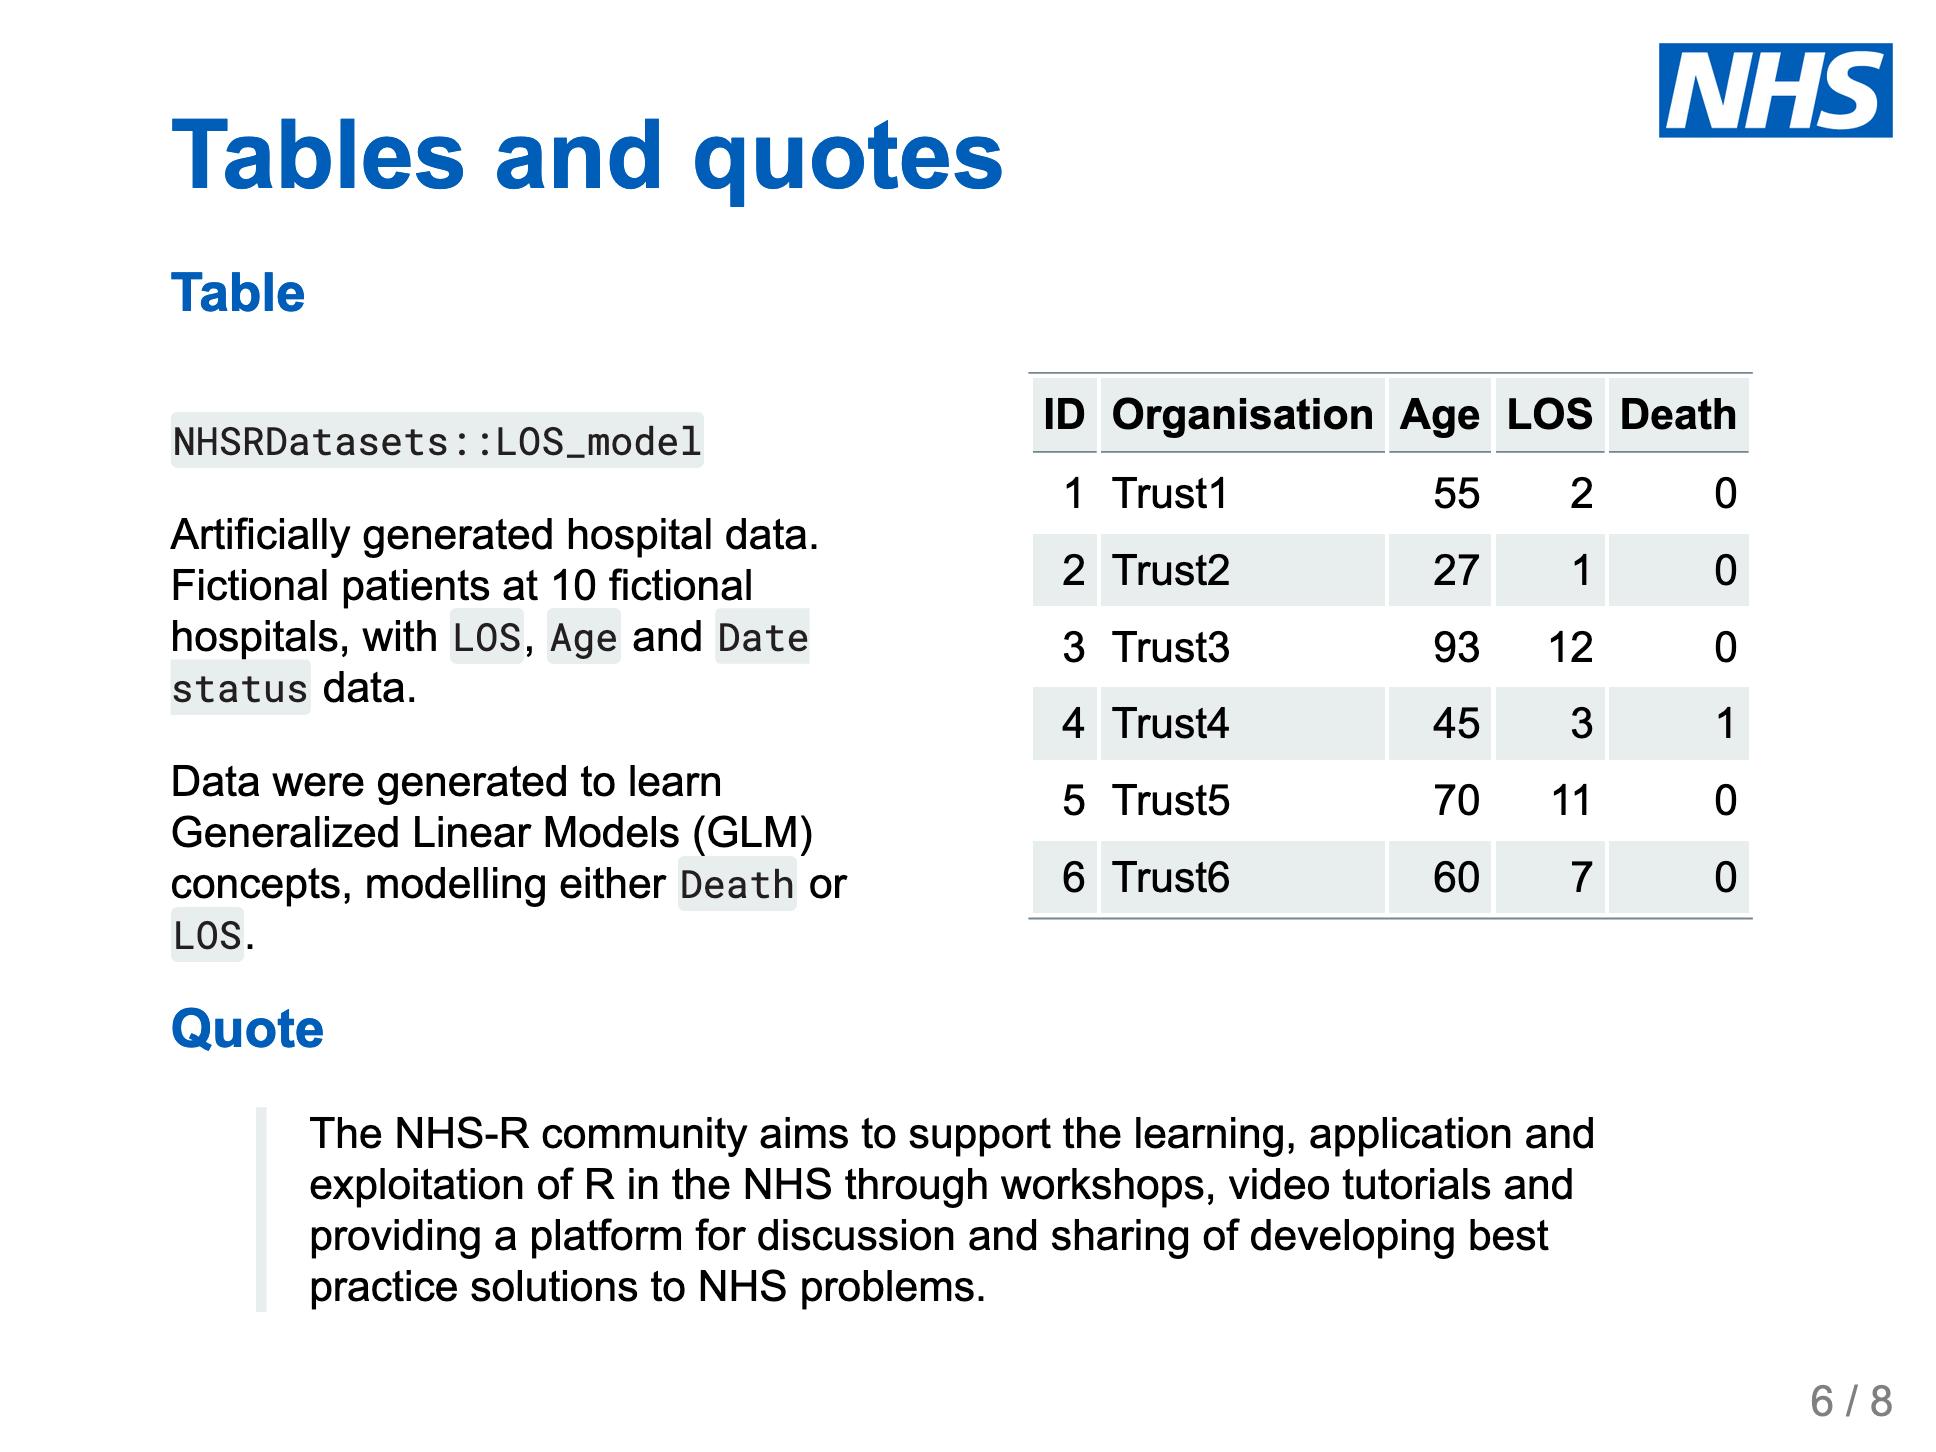 NHS
Tables and quotes
Table
NHSRDatasets::LOS_model
Artificially generated hospital data.
Fictional patients at 10 fictional
hospitals, with LOS, Age and Date
status data.
Data were generated to learn
Generalized Linear Models (GLM)
concepts, modelling either Death or
LOS.
ID Organisation Age LOS Death
1 Trust1 55 2 0
2 Trust2 27 1 0
3 Trust3 93 12 0
4 Trust4 45 3 1
5 Trust5 70 11 0
6 Trust6 60 7 0
Quote
The NHS-R community aims to support the learning, application and
exploitation of R in the NHS through workshops, video tutorials and
providing a platform for discussion and sharing of developing best
practice solutions to NHS problems.
6 / 8